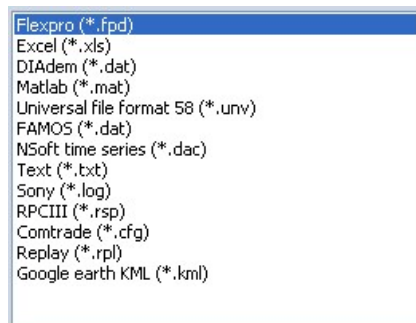 Flexpro (*.fpd)
Excel (*.xls)
DIAdem (*.dat)
Matlab (*.mat)
Universal file format 58 (*.unv)
FAMOS (*.dat)
NSoft time series (*.dac)
Text (*.txt)
Sony (*.log)
RPCIII (*.rsp)
Comtrade (*.cfg)
Replay (*.rpl)
Google earth KML (*.kml)